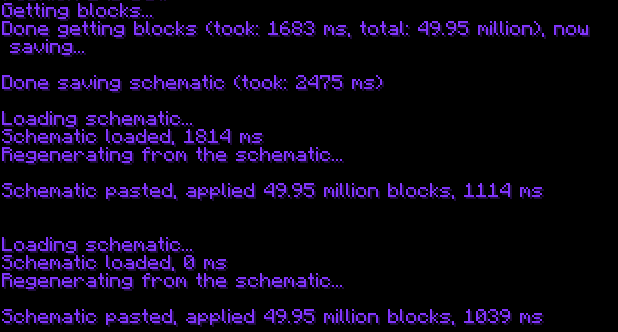 Getting blocks...
Done getting blocks (took: 1683 ms, total: 49.95 million), now
saving...
Done saving schematic (took: 2475 ms)
Loading schematic...
Schematic loaded, 1814 ms
Regenerating from the schematic...
Schematic pasted, applied 49.95 million blocks, 1114 ms
Loading schematic...
Schematic loaded, 0 ms
Regenerating from the schematic...
Schematic pasted, applied 49.95 million blocks, 1039 ms